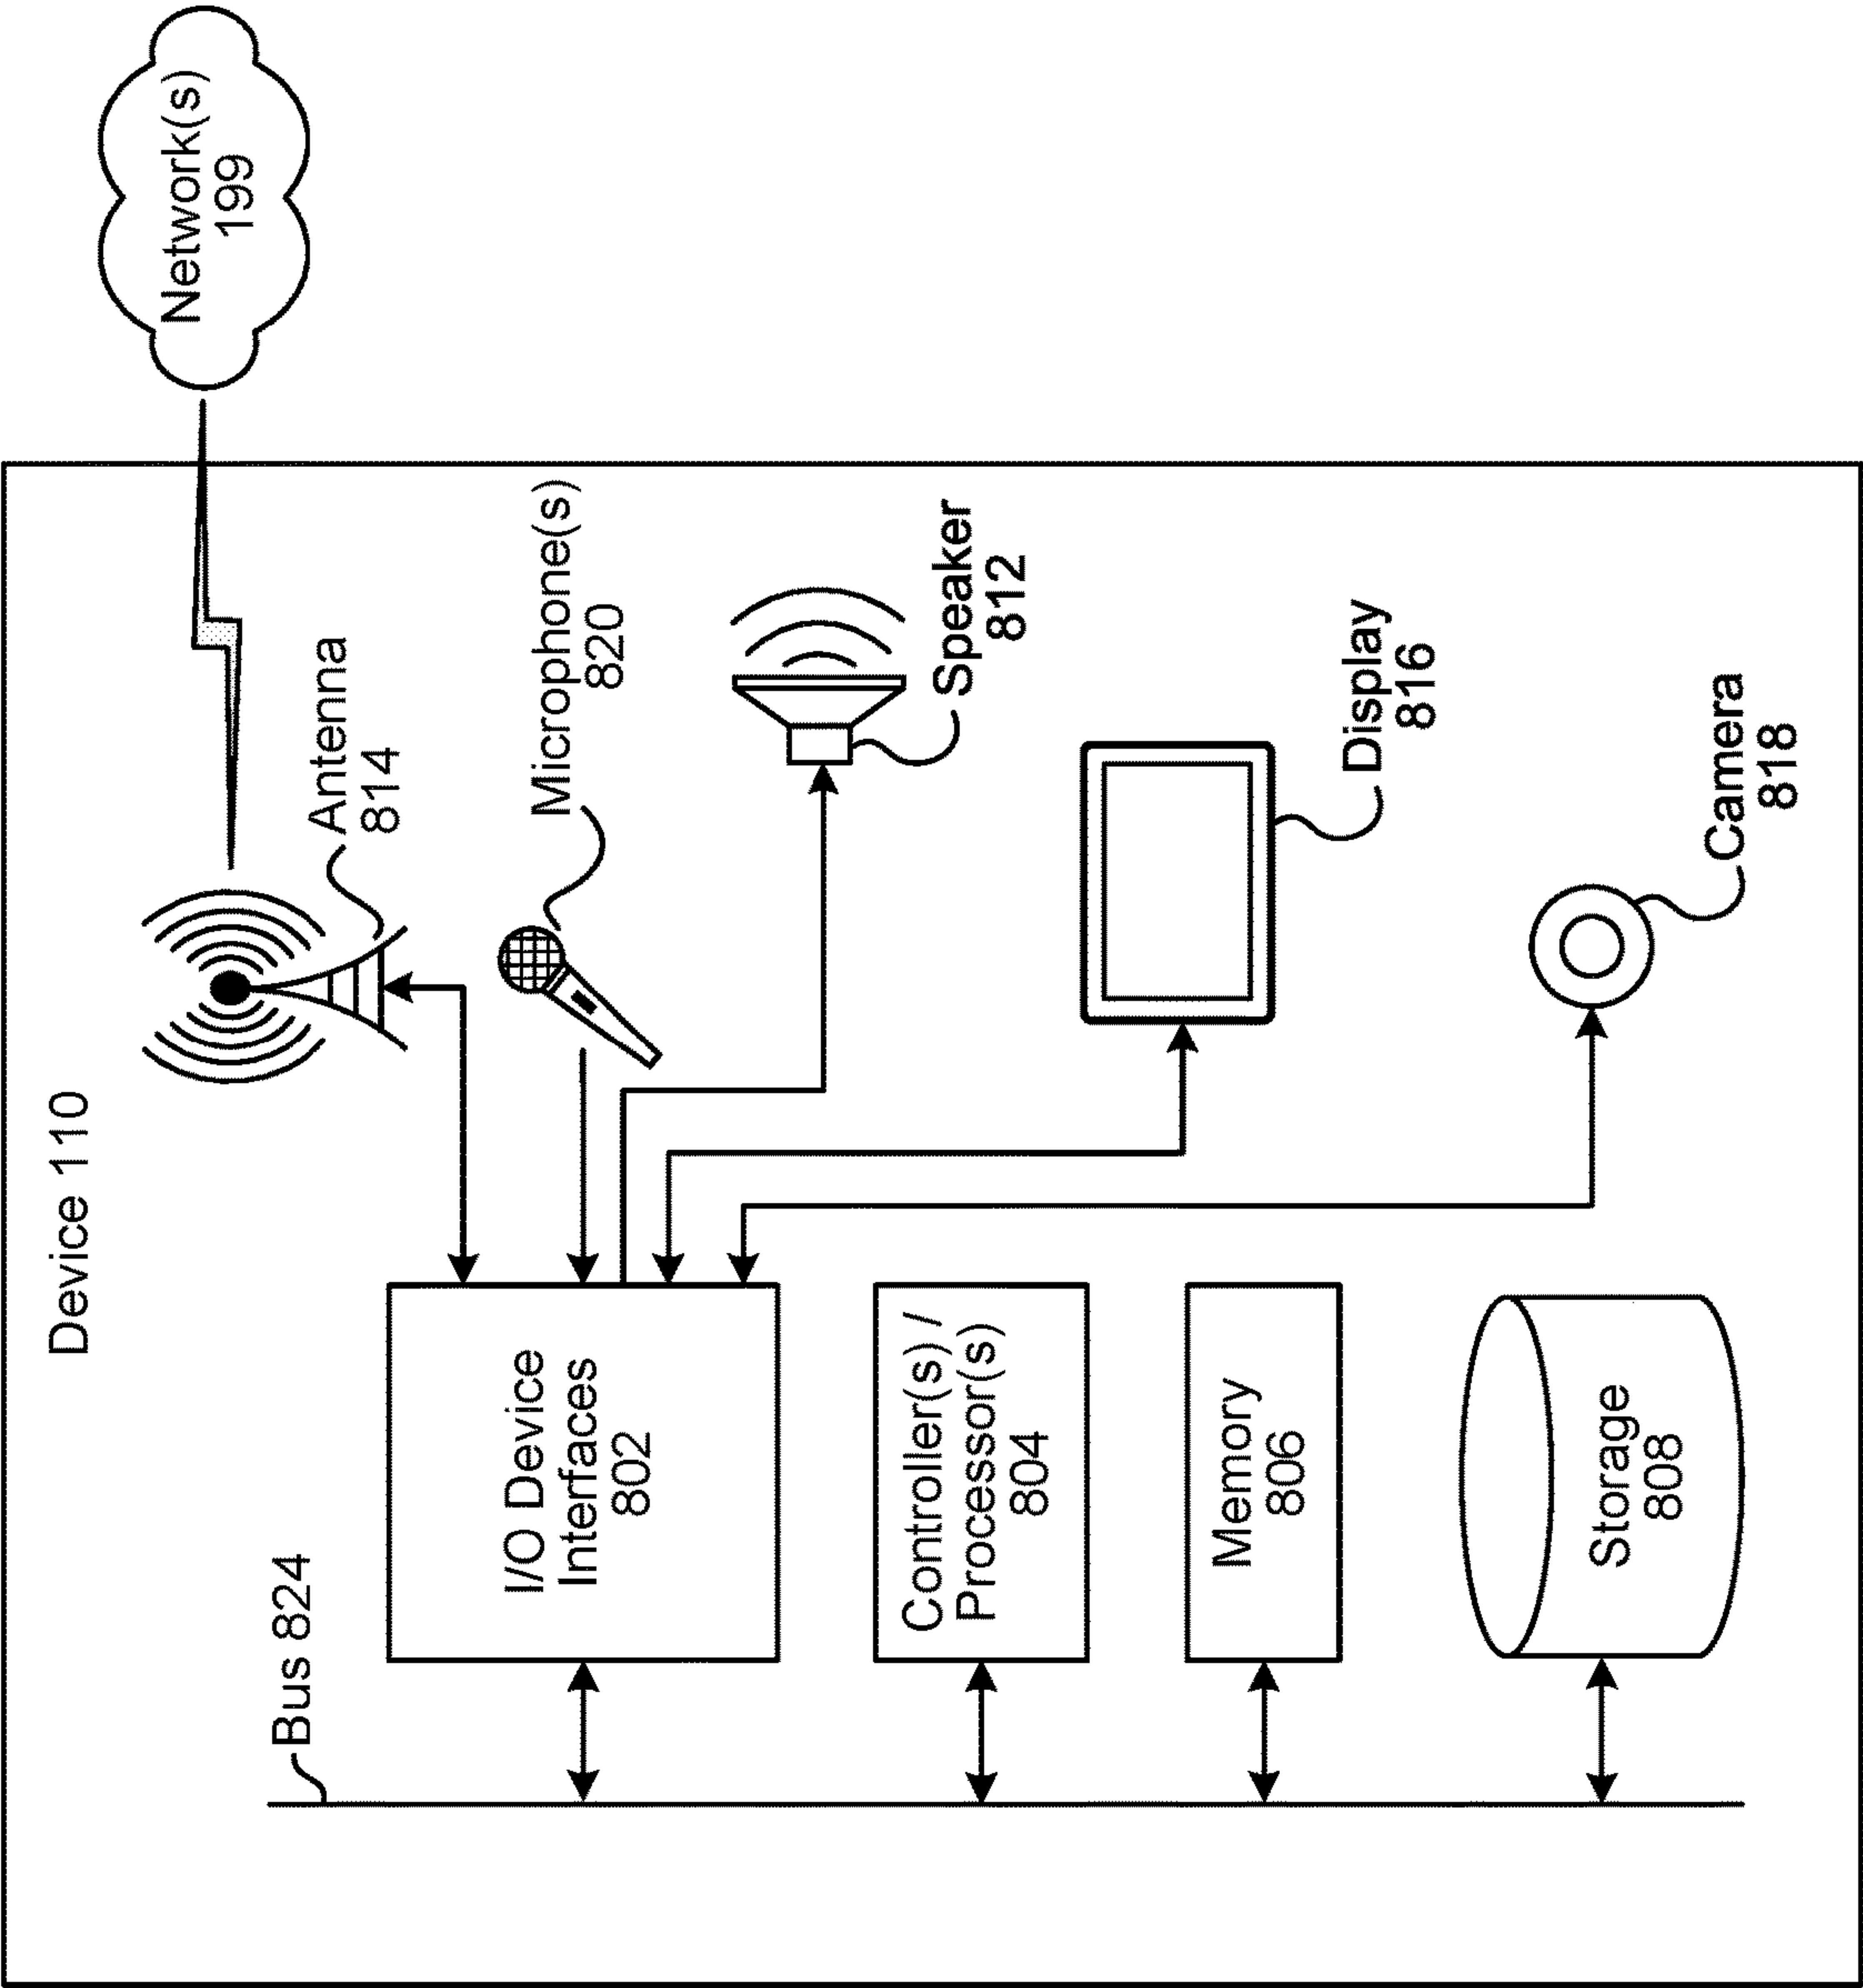 Device 110
Network(s)
199
Bus 824
Antenna
814
I/O Device
Interfaces
802
Microphone(s)
820
Speaker
812
Controller(s) /
Processor(s)
804
Display
816
Memory
806
Storage
808
Camera
818